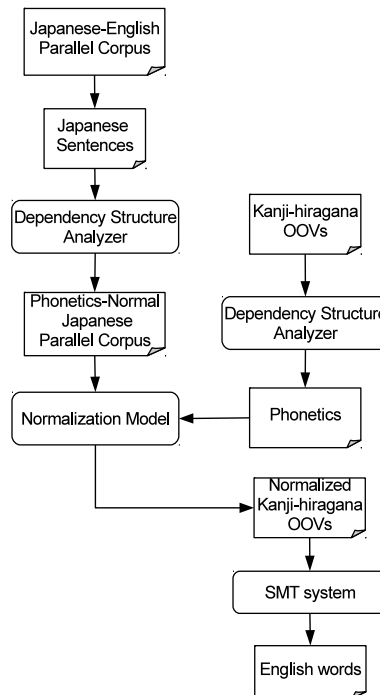 Japanese-English
Parallel Corpus
Japanese
Sentences
Dependency Structure
Analyzer
Kanji-hiragana
OOVs
Phonetics-Normal
Japanese
Parallel Corpus
Dependency Structure
Analyzer
Normalization Model
Phonetics
Normalized
Kanji-hiragana
OOVs
SMT system
English words